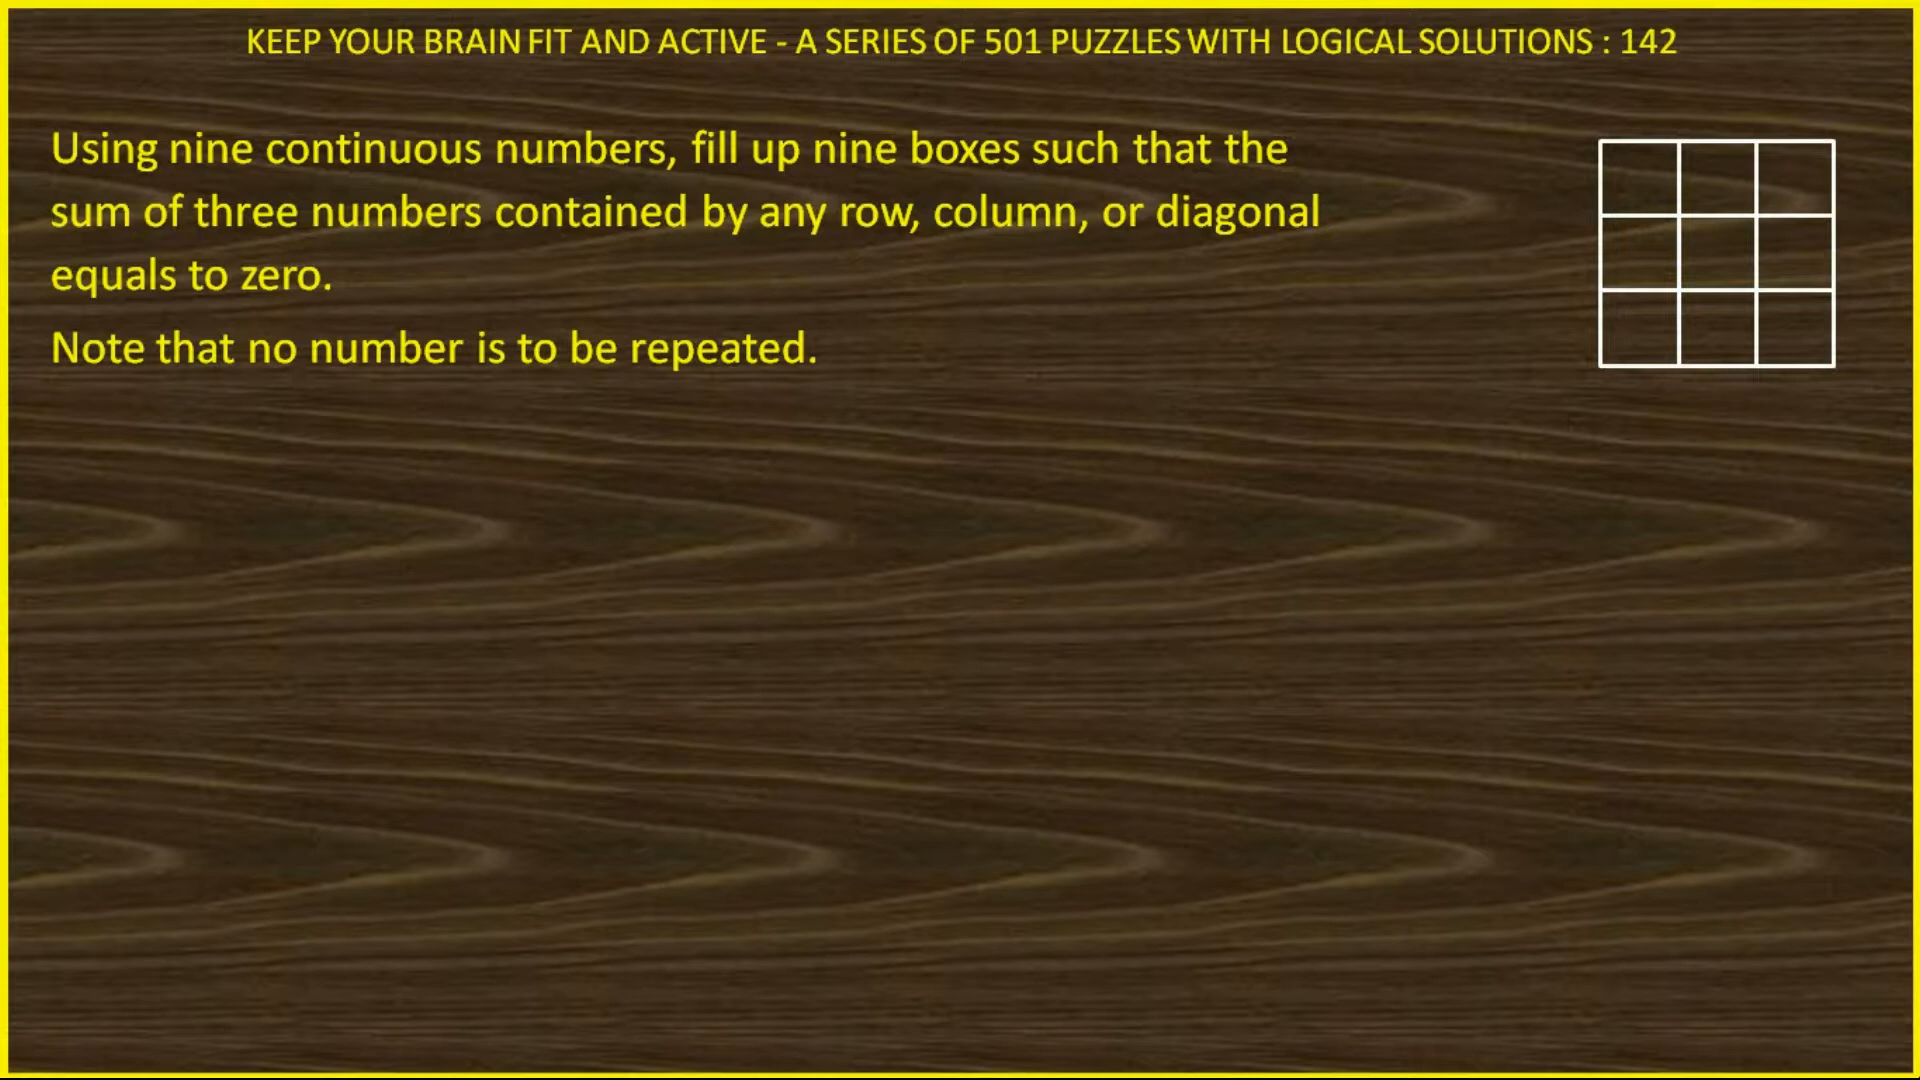 KEEP YOUR BRAIN FIT AND ACTIVE - A SERIES OF 501 PUZZLES WITH LOGICAL SOLUTIONS : 142
Using nine continuous numbers, fill up nine boxes such that the
sum of three numbers contained by any row, column, or diagonal
equals to zero.
Note that no number is to be repeated.